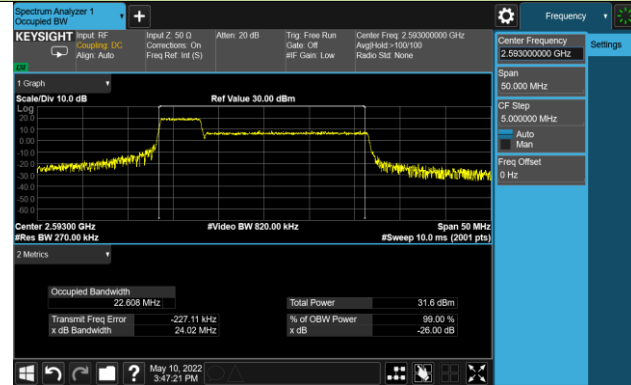 Spectrum Analyzer 1
Occupied BW
Frequency
KEYSIGHT
Input: RF
Coupling: DC
Align: Auto
Input Z: 50 Ω
Corrections: On
Freq Ref: Int (S)
Atten: 20 dB
Trig: Free Run
Gate: Off
#IF Gain: Low
Center Freq: 2.593000000 GHz
Avg|Hold:>100/100
Radio Std: None
Center Frequency
2.593000000 GHz
Settings
Span
50.000 MHz
CF Step
5.000000 MHz
Auto
Man
Freq Offset
0 Hz
1 Graph
Scale/Div 10.0 dB
Ref Value 30.00 dBm
Log
20.0
10.0
0.00
-10.0
-20.0
-30.0
-40.0
-50.0
-60.0
Center 2.59300 GHz
#Video BW 820.00 kHz
Span 50 MHz
#Res BW 270.00 kHz
#Sweep 10.0 ms (2001 pts)
2 Metrics
Occupied Bandwidth
22.608 MHz
Total Power
31.6 dBm
Transmit Freq Error
-227.11 kHz
% of OBW Power
99.00 %
x dB Bandwidth
24.02 MHz
x dB
-26.00 dB
May 10, 2022
3:47:21 PM